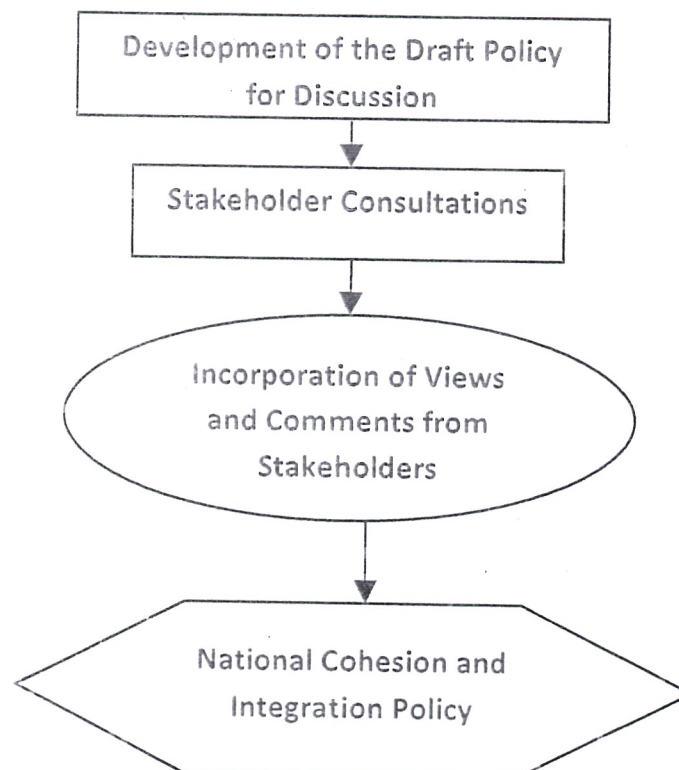 Development of the Draft Policy
for Discussion
Stakeholder Consultations
Incorporation of Views
and Comments from
Stakeholders
National Cohesion and
Integration Policy